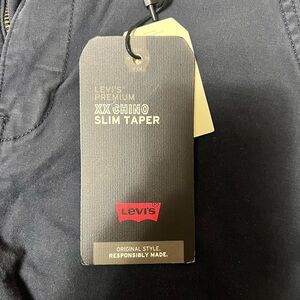 LEVI'S®
PREMIUM
XX CHINO
SLIM TAPER
LEVI'S
ORIGINAL STYLE.
RESPONSIBLY MADE.